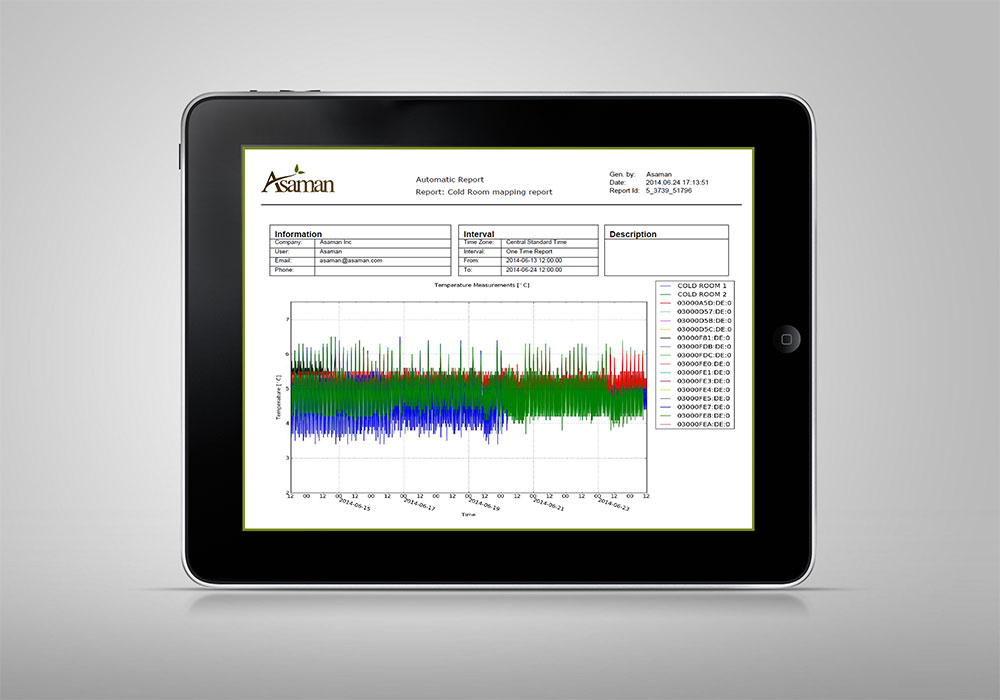 Asaman
Automatic Report
Report: Cold Room mapping report
Gen. by: Asaman
Date: 2014.06.24 17:13:51
Report Id: 5_3739_51796
Information
Company: Asaman Inc
User: Asaman
Email: asaman@asaman.com
Phone:
Interval
Time Zone: Central Standard Time
Interval: One Time Report
From: 2014-06-13 12:00:00
To: 2014-06-24 12:00:00
Description
Temperature Measurements [°C]
COLD ROOM 1
COLD ROOM 2
03000A5D:DE:0
03000D57:DE:0
03000D5B:DE:0
03000D5C:DE:0
03000F81:DE:0
03000FDB:DE:0
03000FDC:DE:0
03000FE0:DE:0
03000FE1:DE:0
03000FE3:DE:0
03000FE4:DE:0
03000FE5:DE:0
03000FE7:DE:0
03000FE8:DE:0
03000FEA:DE:0
Temperature [°C]
7
6
5
4
3
2
12 00 12 00 12 00 12 00 12 00 12 00 12 00 12 00 12 00 12 00 12 00 12
2014-06-15 2014-06-17 2014-06-19 2014-06-21 2014-06-23
Time